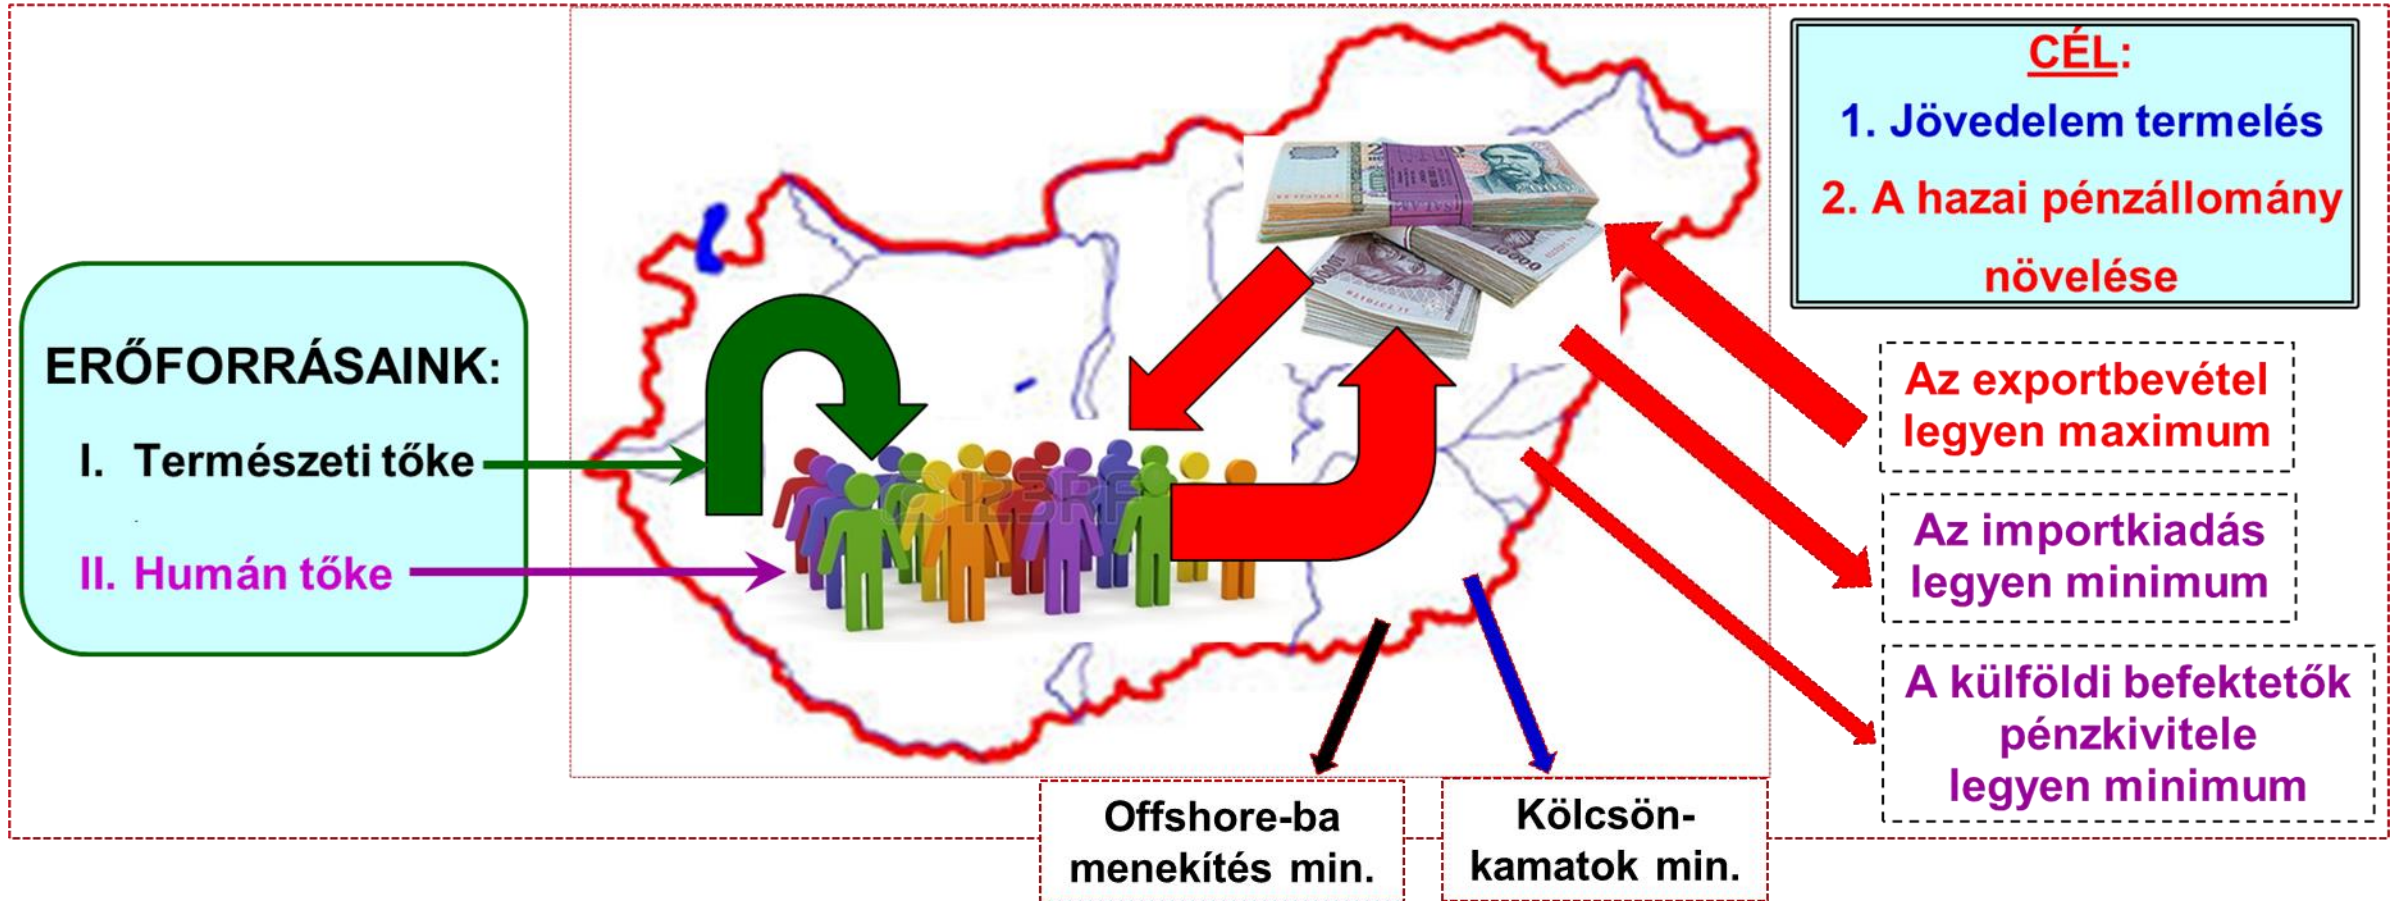 CÉL:
1. Jövedelem termelés
2. A hazai pénzállomány
növelése
ERŐFORRÁSAINK:
I. Természeti tőke
II. Humán tőke
Az exportbevétel
legyen maximum
Az importkiadás
legyen minimum
A külföldi befektetők
pénzkivitele
legyen minimum
Offshore-ba
menekítés min.
Kölcsön-
kamatok min.
123RF